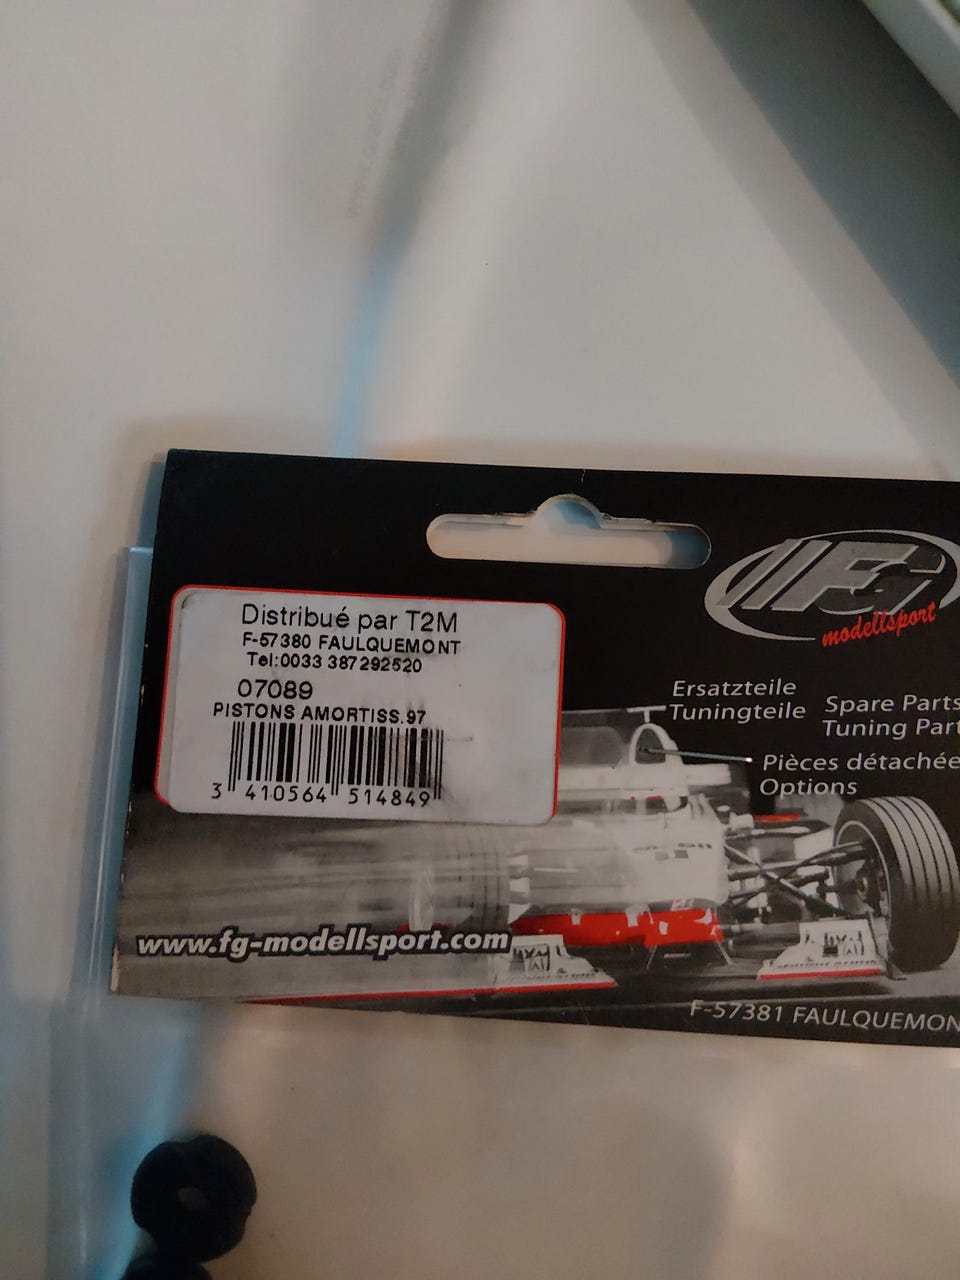 Distribué par T2M
F-57380 FAULQUEMONT
Tel:0033 387292520
07089
PISTONS AMORTISS.97
3 410564 514849
FG
modellsport
Ersatzteile
Tuningteile
Spare Parts
Tuning Part
Pièces détachée
Options
www.fg-modellsport.com
F-57381 FAULQUEMON